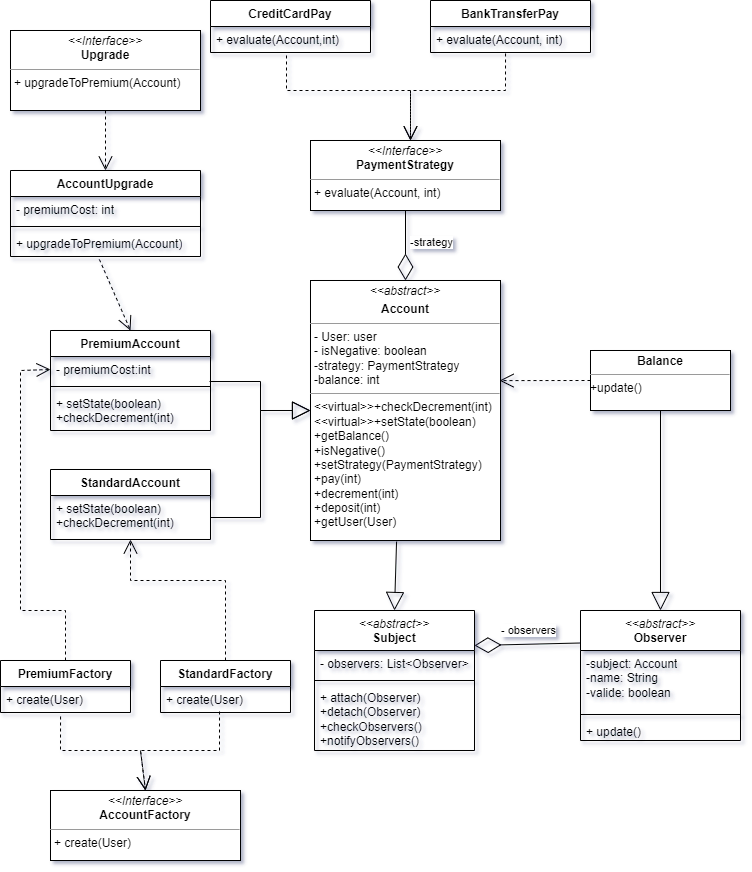 CreditCardPay
+ evaluate(Account,int)
BankTransferPay
+ evaluate(Account, int)
<<Interface>>
Upgrade
+ upgradeToPremium(Account)
<<Interface>>
PaymentStrategy
+ evaluate(Account, int)
AccountUpgrade
- premiumCost: int
+ upgradeToPremium(Account)
-strategy
<<abstract>>
Account
- User: user
- isNegative: boolean
-strategy: PaymentStrategy
-balance: int
<<virtual>>+checkDecrement(int)
<<virtual>>+setState(boolean)
+getBalance()
+isNegative()
+setStrategy(PaymentStrategy)
+pay(int)
+decrement(int)
+deposit(int)
+getUser(User)
PremiumAccount
- premiumCost:int
+ setState(boolean)
+checkDecrement(int)
Balance
+update()
StandardAccount
+ setState(boolean)
+checkDecrement(int)
<<abstract>>
Subject
- observers: List<Observer>
+ attach(Observer)
+detach(Observer)
+checkObservers()
+notifyObservers()
- observers
<<abstract>>
Observer
-subject: Account
-name: String
-valide: boolean
+ update()
PremiumFactory
+ create(User)
StandardFactory
+ create(User)
<<Interface>>
AccountFactory
+ create(User)